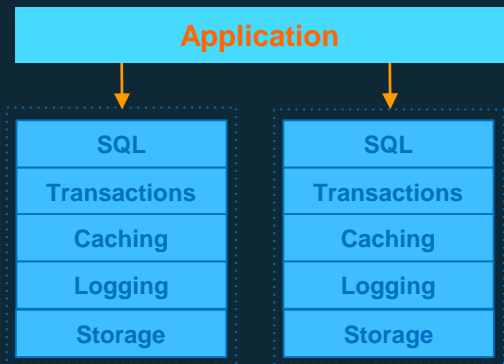 Application
SQL
Transactions
Caching
Logging
Storage
SQL
Transactions
Caching
Logging
Storage